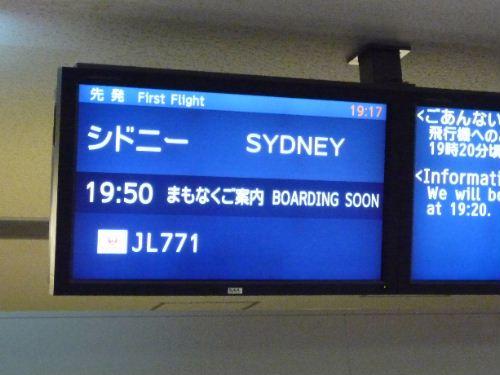 先発 First Flight
19:17
シドニー SYDNEY
19:50 まもなくご案内 BOARDING SOON
JL771
<ごあんない
飛行機への
19時20分頃
<Informati
We will be
at 19:20.